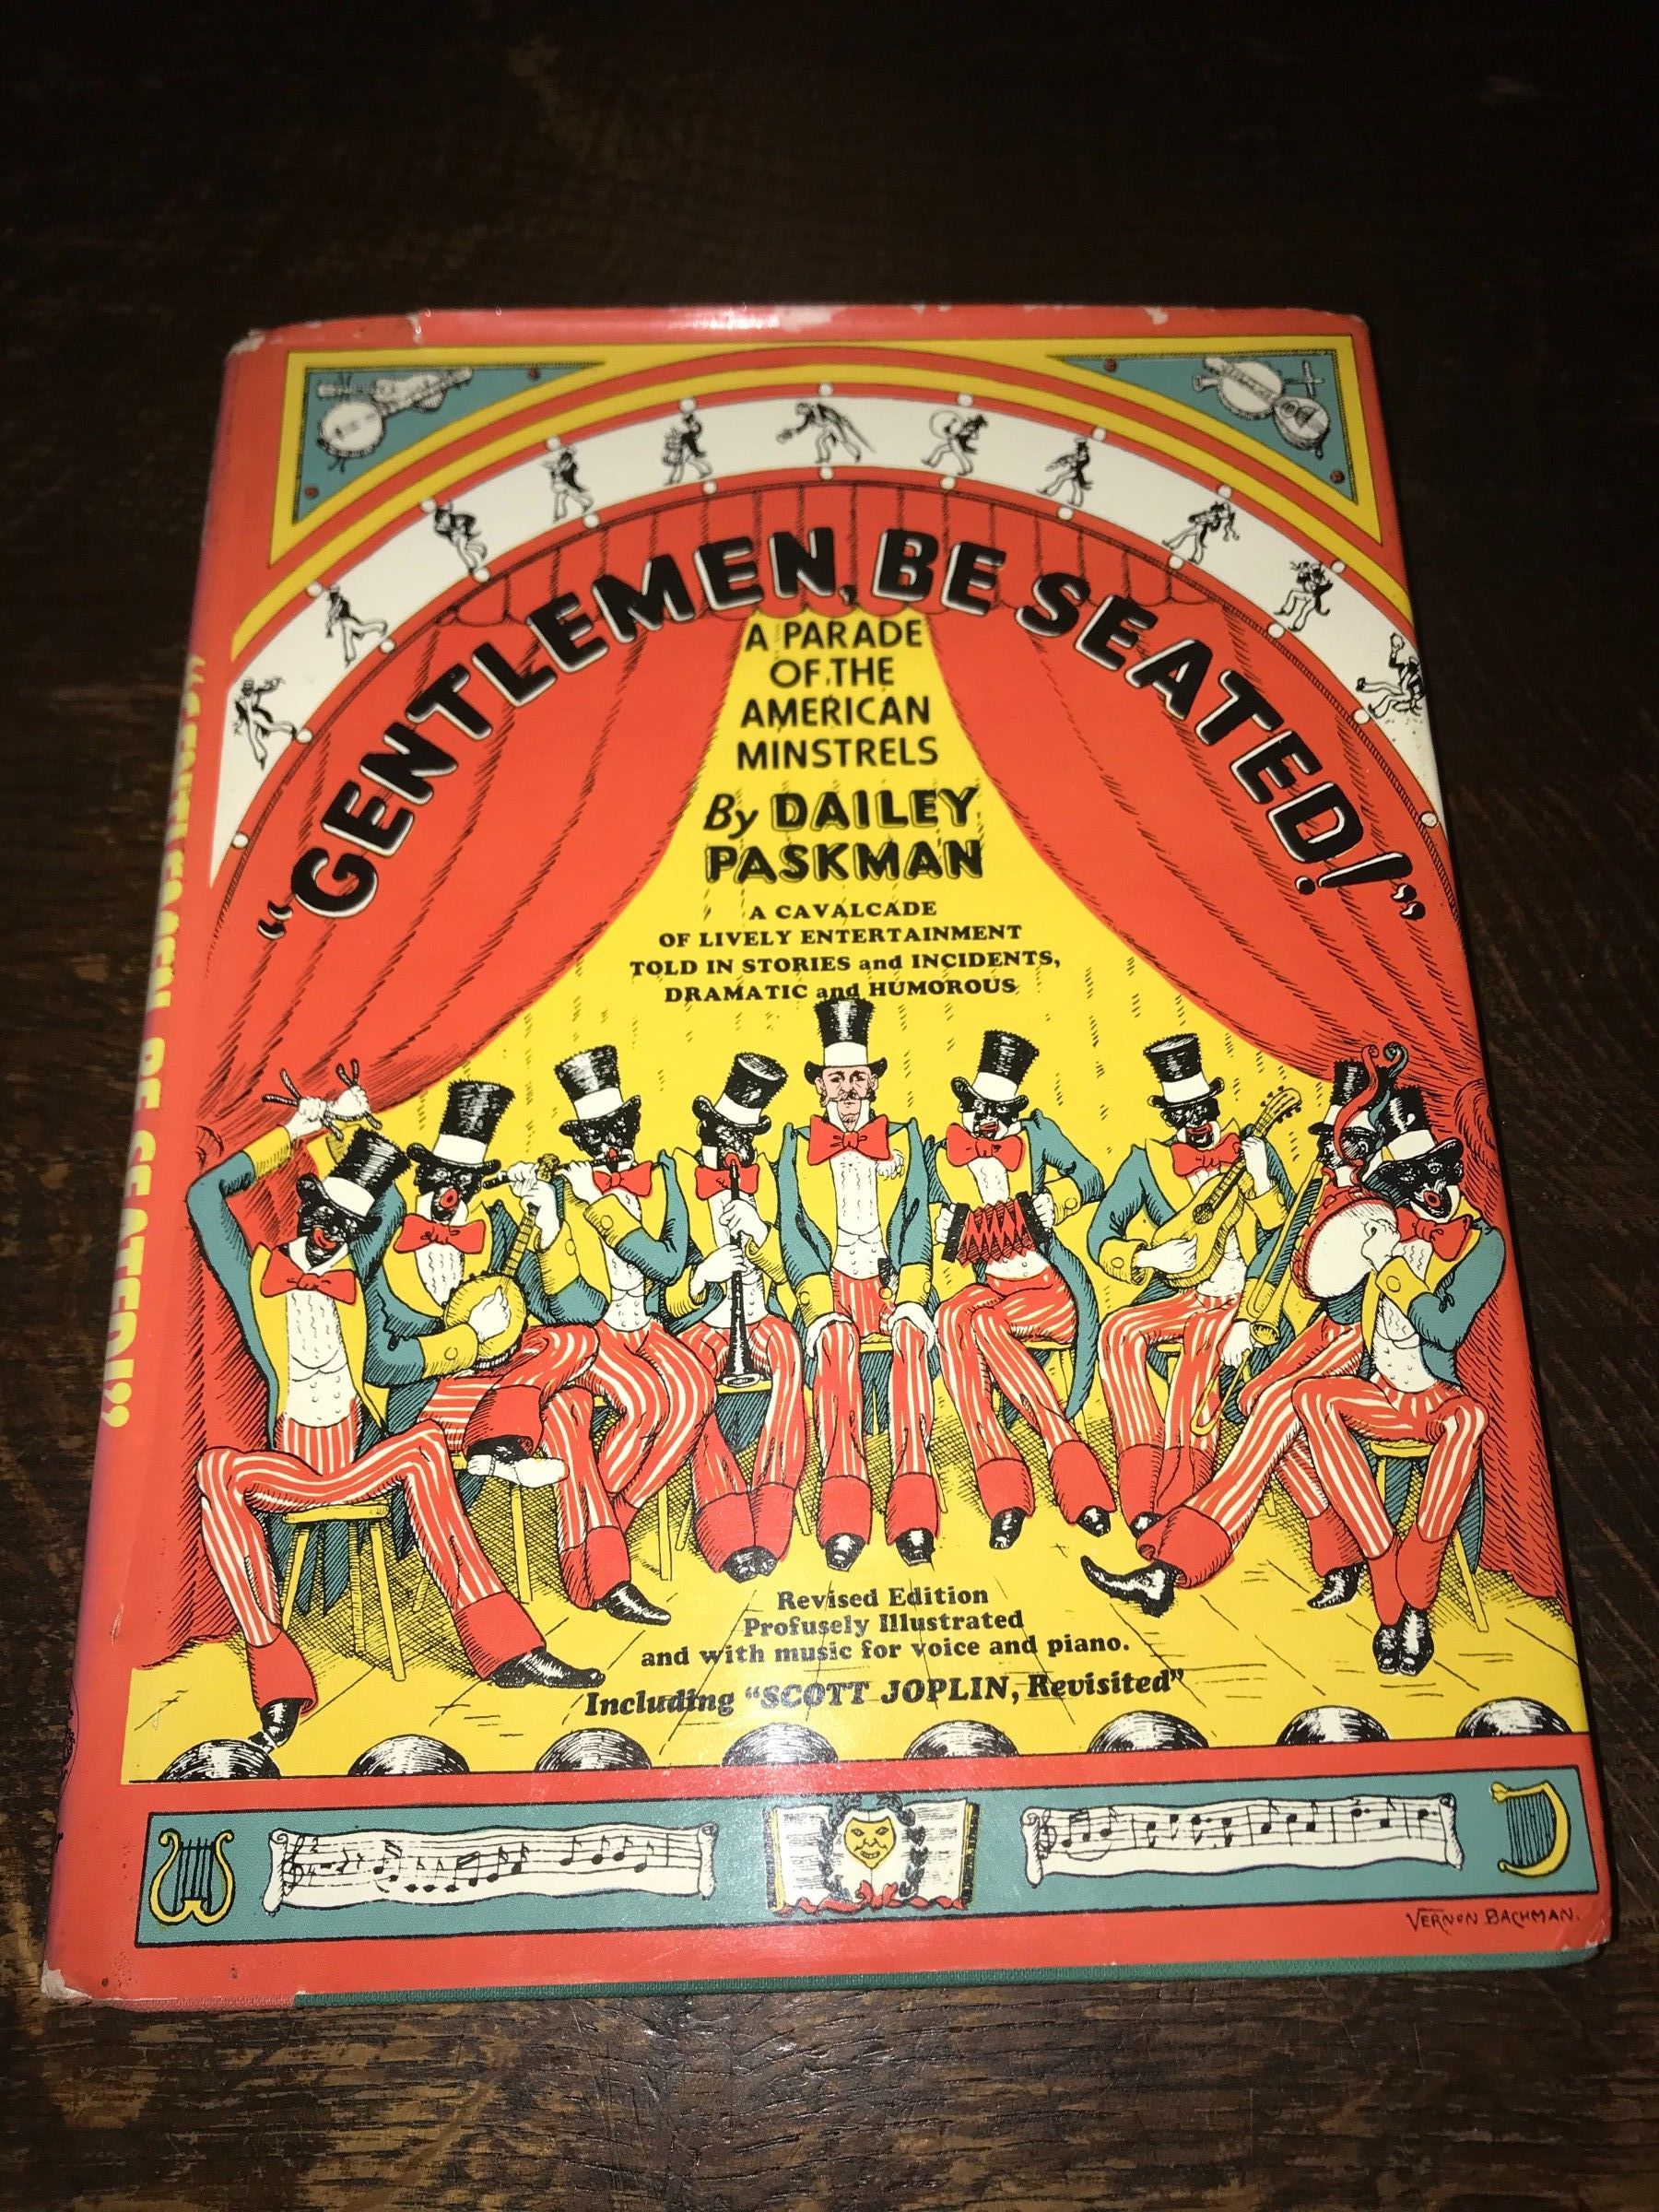 "GENTLEMEN, BE SEATED!"
A PARADE
OF THE
AMERICAN
MINSTRELS
By DAILEY
PASKMAN
A CAVALCADE
OF LIVELY ENTERTAINMENT
TOLD IN STORIES and INCIDENTS,
DRAMATIC and HUMOROUS
Revised Edition
Profusely Illustrated
and with music for voice and piano.
Including "SCOTT JOPLIN, Revisited"
VERNON BACHMAN.
"GENTLEMEN, BE SEATED!"